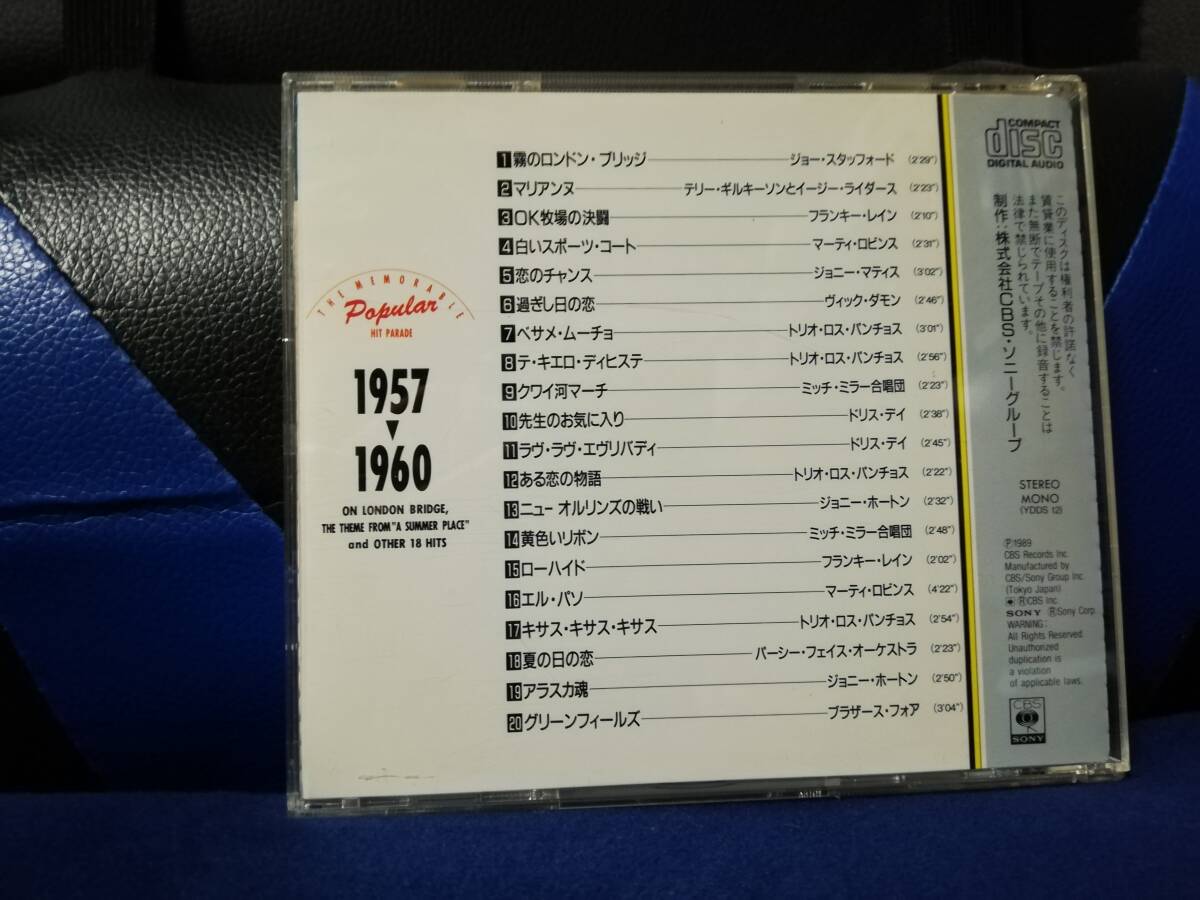 THE MEMORABLE
Popular
HIT PARADE
1957
▼
1960
ON LONDON BRIDGE,
THE THEME FROM "A SUMMER PLACE"
and OTHER 18 HITS
1 霧のロンドン・ブリッジ ジョー・スタッフォード (2'29")
2 マリアンヌ テリー・ギルキーソンとイージー・ライダース (2'23")
3 OK牧場の決闘 フランキー・レイン (2'10")
4 白いスポーツ・コート マーティ・ロビンス (2'31")
5 恋のチャンス ジョニー・マティス (3'02")
6 過ぎし日の恋 ヴィック・ダモン (2'46")
7 ベサメ・ムーチョ トリオ・ロス・パンチョス (3'01")
8 テ・キエロ・ディヒステ トリオ・ロス・パンチョス (2'56")
9 クワイ河マーチ ミッチ・ミラー合唱団 (2'23")
10 先生のお気に入り ドリス・デイ (2'38")
11 ラヴ・ラヴ・エヴリバディ ドリス・デイ (2'45")
12 ある恋の物語 トリオ・ロス・パンチョス (2'22")
13 ニュー オルリンズの戦い ジョニー・ホートン (2'32")
14 黄色いリボン ミッチ・ミラー合唱団 (2'48")
15 ローハイド フランキー・レイン (2'02")
16 エル・パソ マーティ・ロビンス (4'22")
17 キサス・キサス・キサス トリオ・ロス・パンチョス (2'54")
18 夏の日の恋 パーシー・フェイス・オーケストラ (2'23")
19 アラスカ魂 ジョニー・ホートン (2'50")
20 グリーンフィールズ ブラザース・フォア (3'04")
COMPACT
disc
DIGITAL AUDIO
このディスクは権利者の許諾なく
賃貸業に使用することを禁じます。
また無断でテープその他に録音することは
法律で禁じられています。
制作:株式会社CBS・ソニーグループ
STEREO
MONO
(YDDS 12)
Ⓟ1989
CBS Records Inc.
Manufactured by
CBS/Sony Group Inc.
(Tokyo Japan)
ⓇCBS Inc.
SONY ⓇSony Corp.
WARNING:
All Rights Reserved.
Unauthorized
duplication is
a violation
of applicable laws.
CBS
SONY